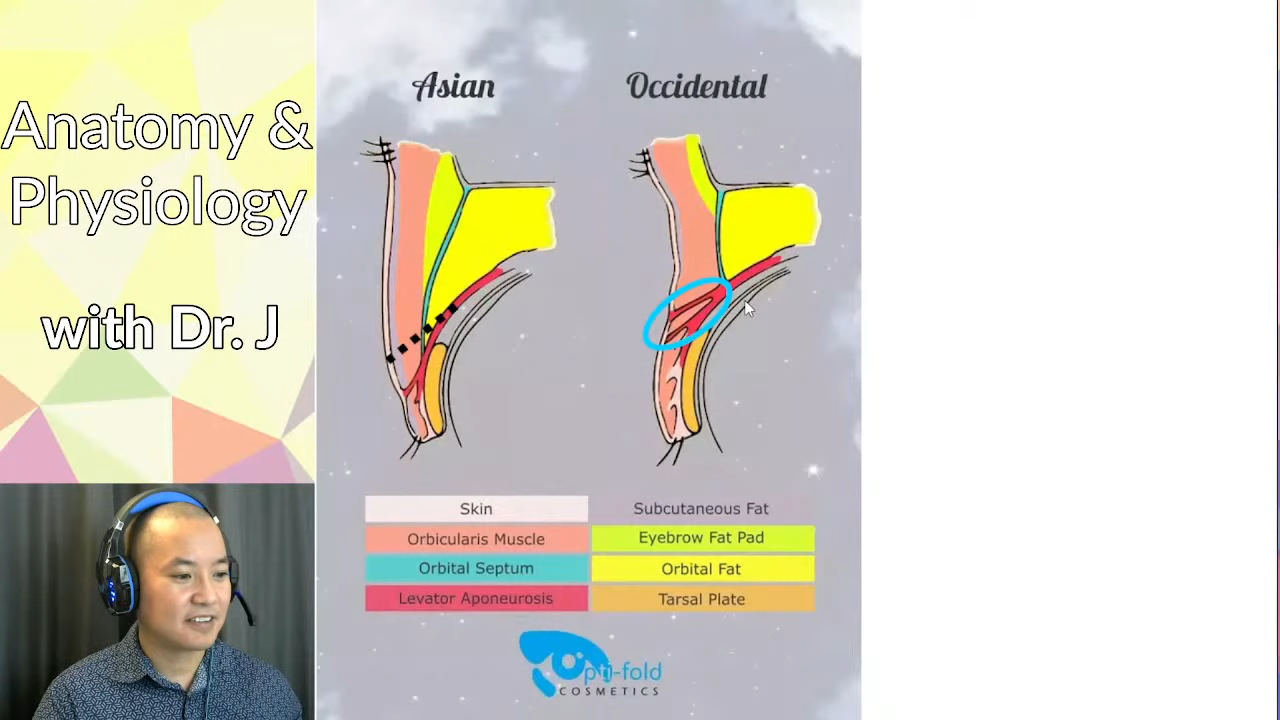 Anatomy &
Physiology
with Dr. J
Asian
Occidental
Skin
Subcutaneous Fat
Orbicularis Muscle
Eyebrow Fat Pad
Orbital Septum
Orbital Fat
Levator Aponeurosis
Tarsal Plate
pti-fold
COSMETICS